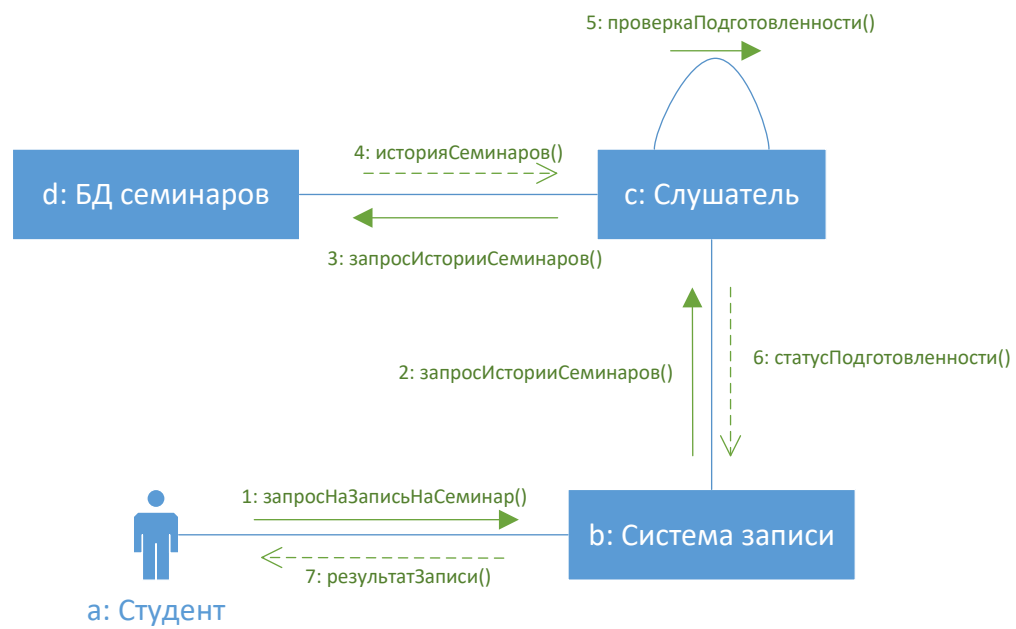 5: проверкаПодготовленности()
4: историяСеминаров()
d: БД семинаров
c: Слушатель
3: запросИсторииСеминаров()
2: запросИсторииСеминаров()
6: статусПодготовленности()
1: запросНаЗаписьНаСеминар()
b: Система записи
7: результатЗаписи()
a: Студент